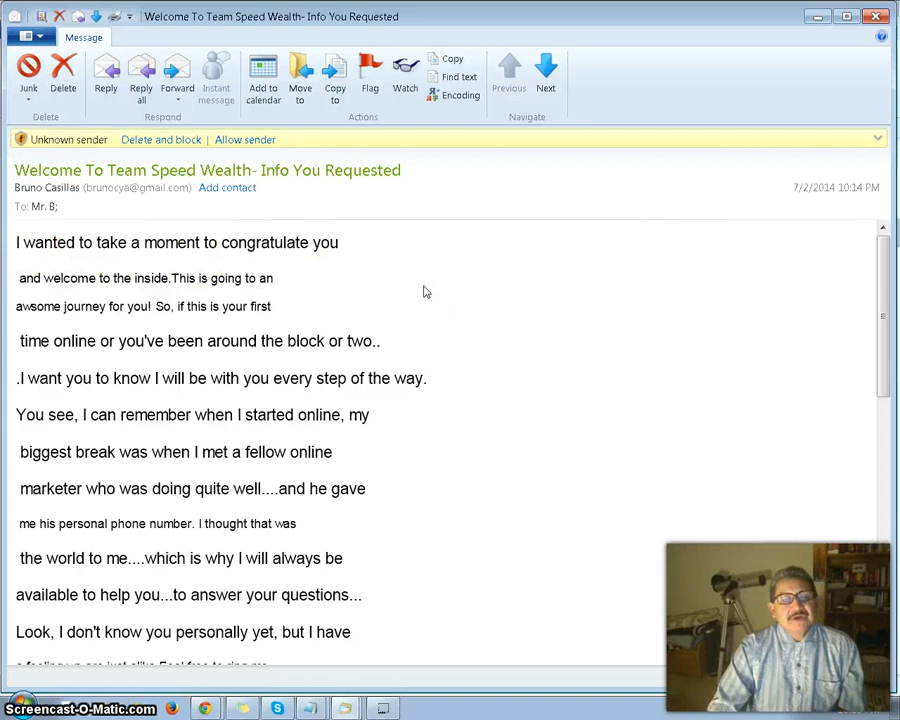 Welcome To Team Speed Wealth- Info You Requested
Message
Junk
Delete
Reply
Reply all
Forward
Instant message
Add to calendar
Move to
Copy to
Flag
Watch
Copy
Find text
Encoding
Previous
Next
Delete
Respond
Actions
Navigate
Unknown sender Delete and block | Allow sender
Welcome To Team Speed Wealth- Info You Requested
Bruno Casillas (brunocya@gmail.com) Add contact
7/2/2014 10:14 PM
To: Mr. B;
I wanted to take a moment to congratulate you
and welcome to the inside.This is going to an
awsome journey for you! So, if this is your first
time online or you've been around the block or two..
.I want you to know I will be with you every step of the way.
You see, I can remember when I started online, my
biggest break was when I met a fellow online
marketer who was doing quite well....and he gave
me his personal phone number. I thought that was
the world to me....which is why I will always be
available to help you...to answer your questions...
Look, I don't know you personally yet, but I have
Screencast-O-Matic.com